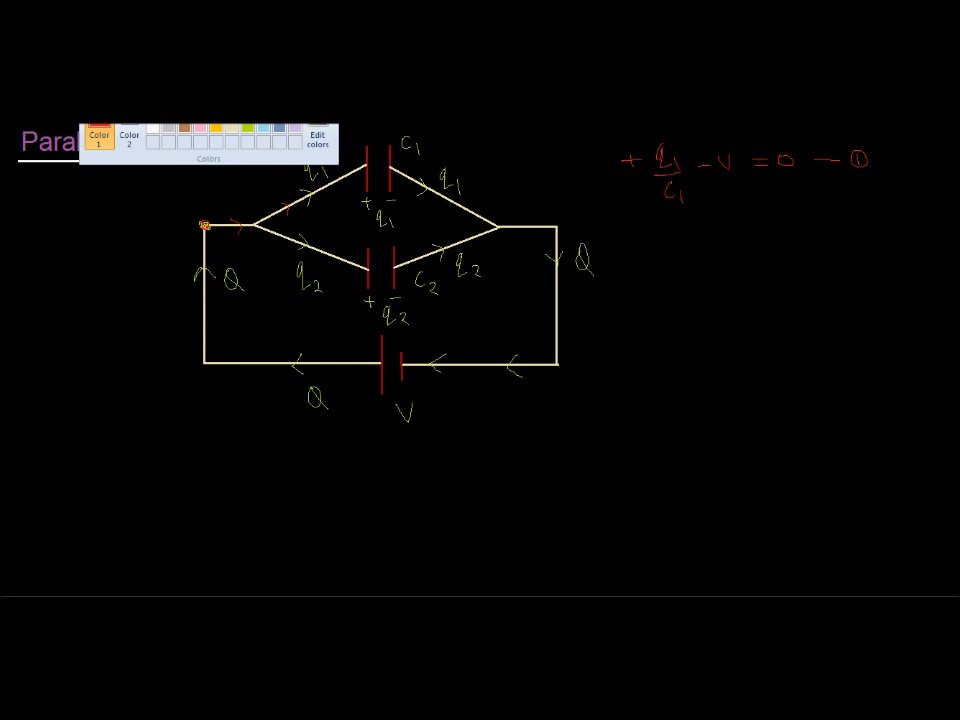 Paral
Color 1
Color 2
Edit colors
Colors
C1
q1
q1
+ -
q1
+ q1/C1 - V = 0 — ①
Q
q2
q2
C2
+ -
q2
Q
Q
V